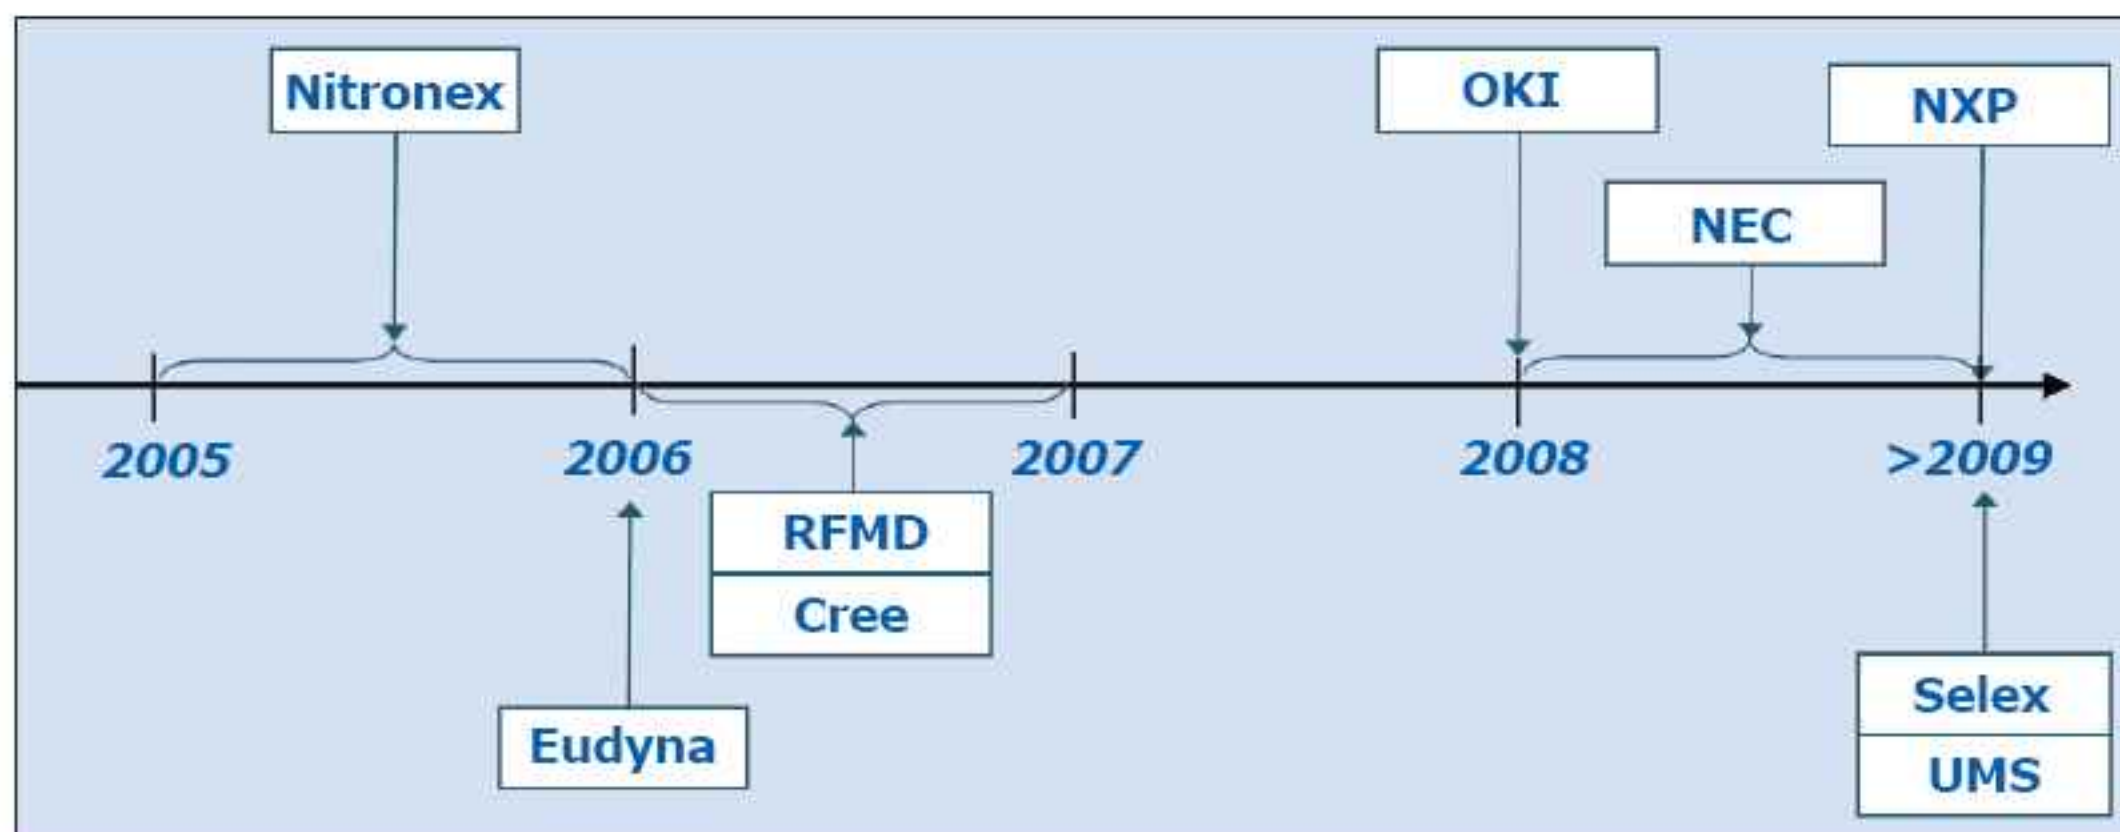 Nitronex
OKI
NXP
NEC
2005
2006
2007
2008
>2009
RFMD
Cree
Eudyna
Selex
UMS